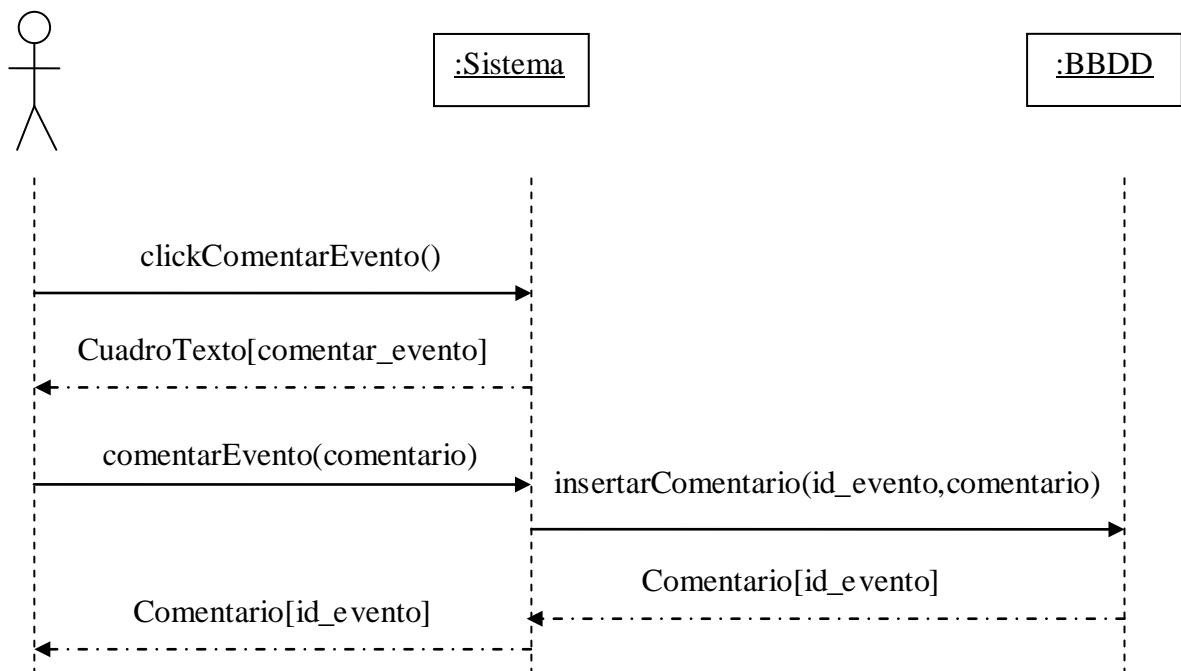 :Sistema
:BBDD
clickComentarEvento()
CuadroTexto[comentar_evento]
comentarEvento(comentario)
insertarComentario(id_evento,comentario)
Comentario[id_evento]
Comentario[id_evento]